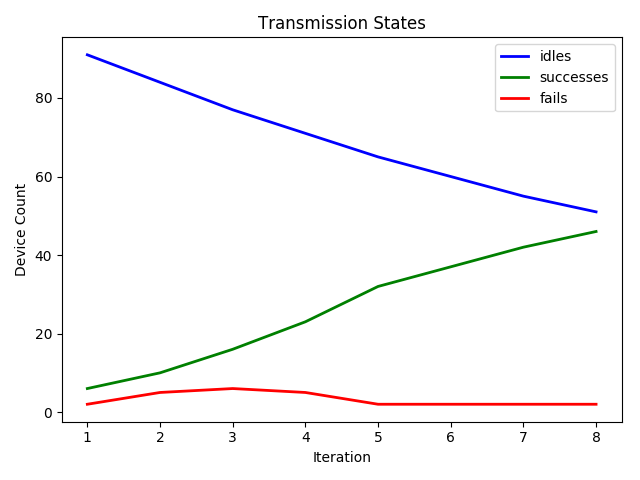 Transmission States
idles
successes
fails
Device Count
80
60
40
20
0
1 2 3 4 5 6 7 8
Iteration